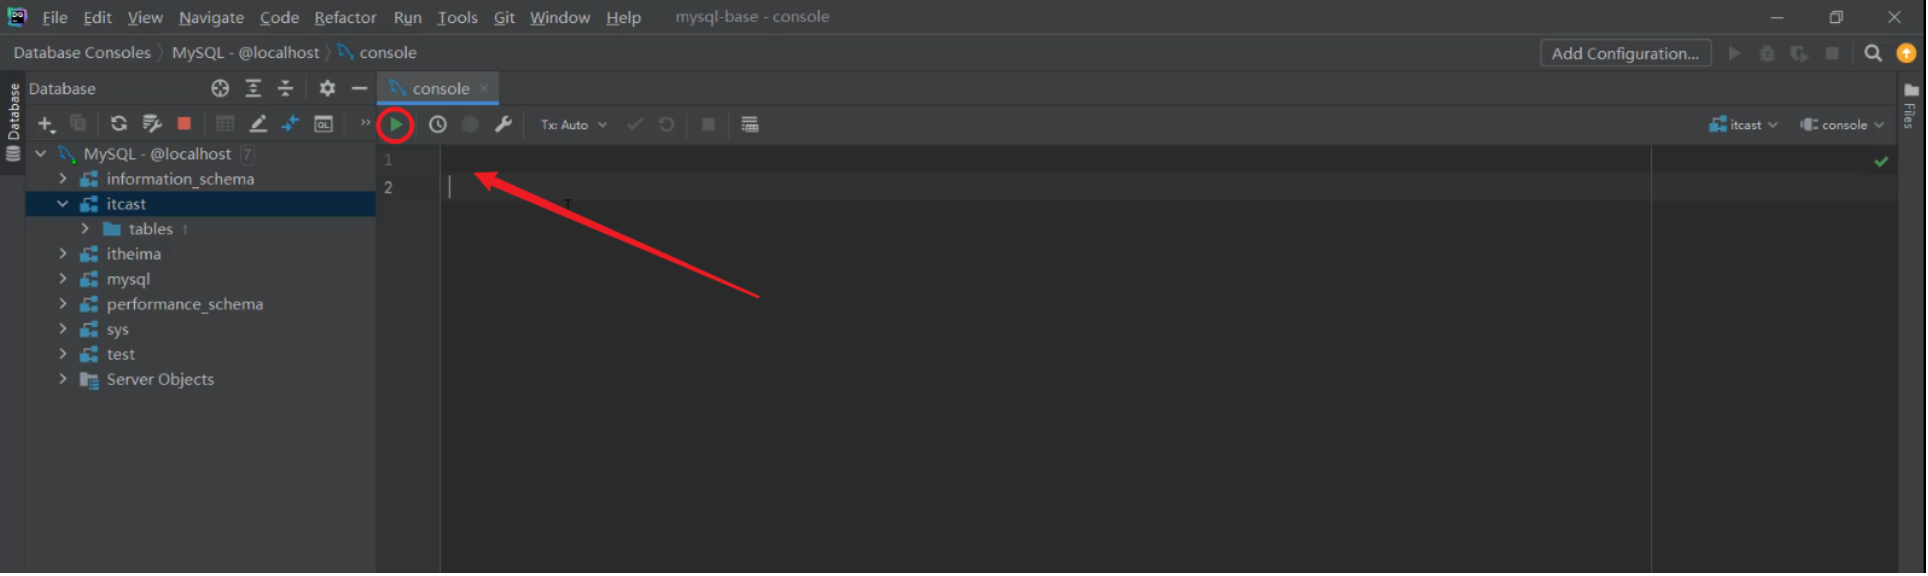 DG
File Edit View Navigate Code Refactor Run Tools Git Window Help mysql-base - console
Database Consoles MySQL - @localhost console Add Configuration...
Database
Database console
Tx: Auto itcast console
Files
QL
MySQL - @localhost 7
1
information_schema
2
itcast
tables 1
itheima
mysql
performance_schema
sys
test
Server Objects